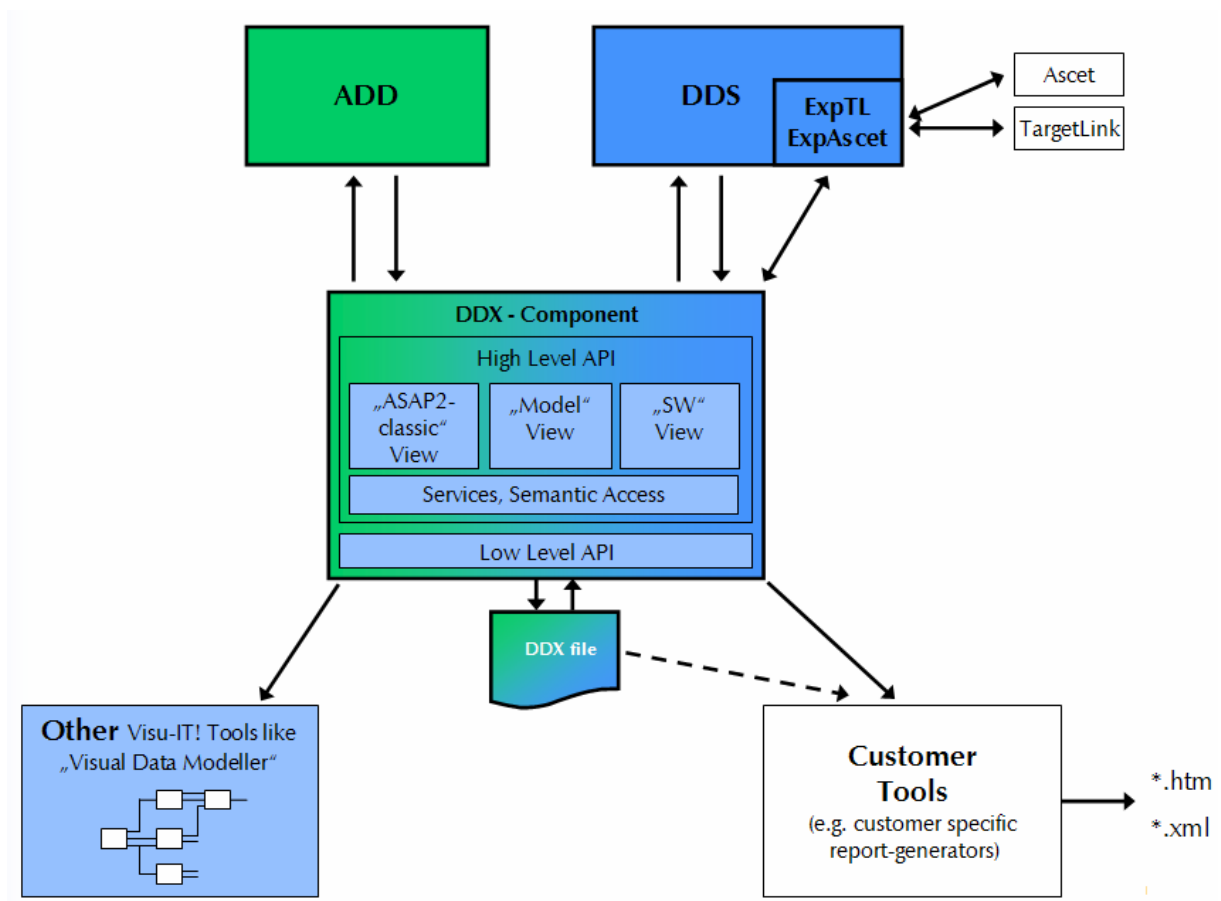 ADD
DDS
ExpTL
ExpAscet
Ascet
TargetLink
DDX - Component
High Level API
„ASAP2-
classic“
View
„Model“
View
„SW“
View
Services, Semantic Access
Low Level API
DDX file
Other Visu-IT! Tools like
„Visual Data Modeller“
Customer
Tools
(e.g. customer specific
report-generators)
*.htm
*.xml